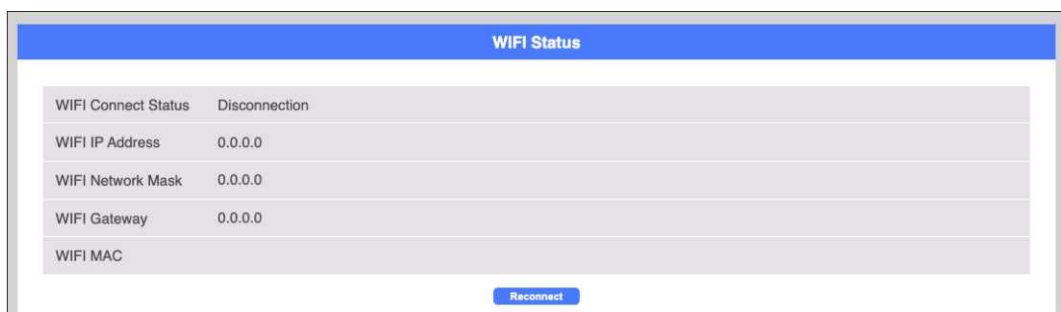 WIFI Status
WIFI Connect Status Disconnection
WIFI IP Address 0.0.0.0
WIFI Network Mask 0.0.0.0
WIFI Gateway 0.0.0.0
WIFI MAC
Reconnect